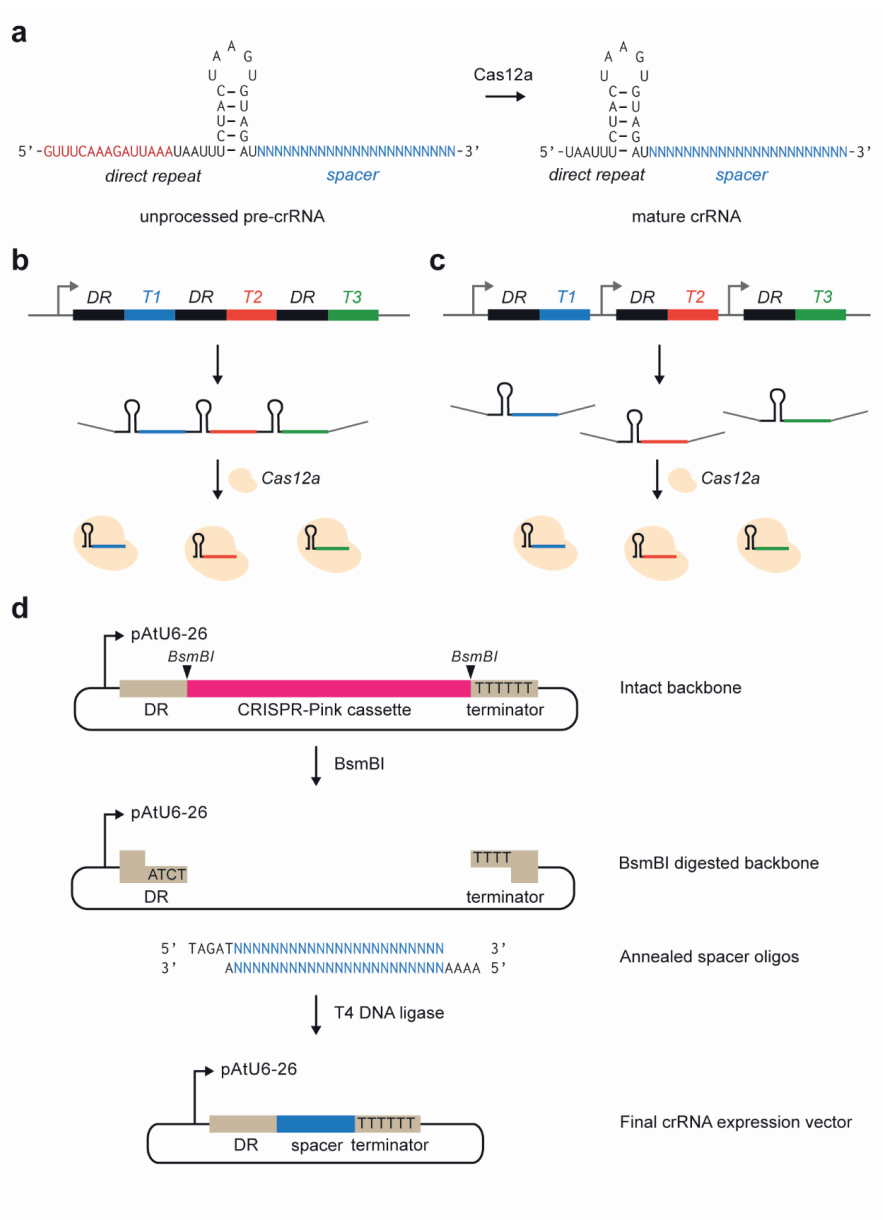 a
A
A G
U U
C – G
A – U
U – A
C – G
5’ -GUUUCAAAGAUUAAAUAAUUU – AUNNNNNNNNNNNNNNNNNNNNNNN-3’
direct repeat
spacer
unprocessed pre-crRNA
Cas12a
A
A G
U U
C – G
A – U
U – A
C – G
5’ -UAAUUU – AUNNNNNNNNNNNNNNNNNNNNNNN-3’
direct repeat
spacer
mature crRNA
b
DR T1 DR T2 DR T3
Cas12a
c
DR T1 DR T2 DR T3
Cas12a
d
pAtU6-26
BsmBI BsmBI
TTTTTT
DR CRISPR-Pink cassette terminator
Intact backbone
BsmBI
pAtU6-26
ATCT TTTT
DR terminator
BsmBI digested backbone
5’ TAGATNNNNNNNNNNNNNNNNNNNNNNN 3’
3’ ANNNNNNNNNNNNNNNNNNNNNNNAAAA 5’
Annealed spacer oligos
T4 DNA ligase
pAtU6-26
TTTTTT
DR spacer terminator
Final crRNA expression vector